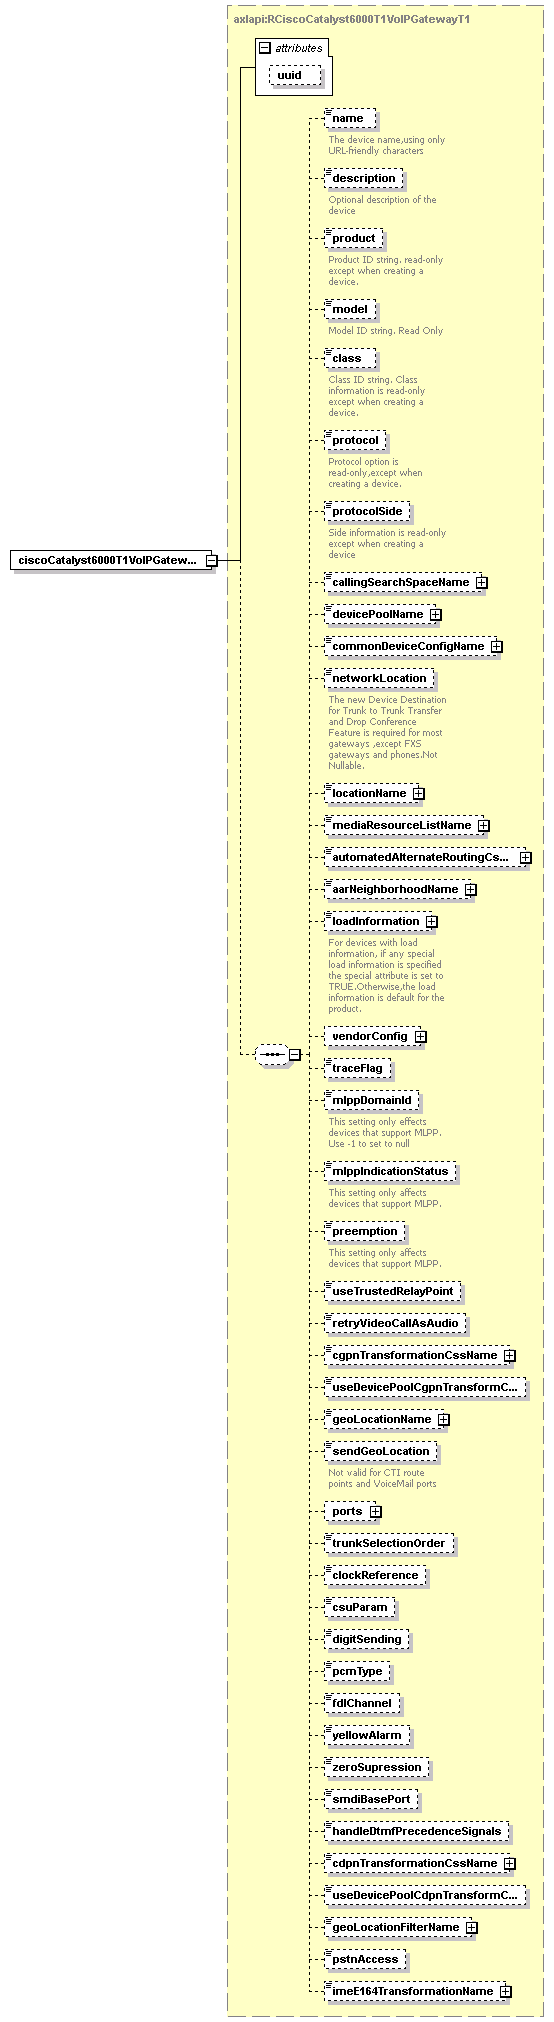 axlapi:RCiscoCatalyst6000T1VoIPGatewayT1
attributes
uuid
name
The device name,using only
URL-friendly characters
description
Optional description of the
device
product
Product ID string. read-only
except when creating a
device.
model
Model ID string. Read Only
class
Class ID string. Class
information is read-only
except when creating a
device.
protocol
Protocol option is
read-only,except when
creating a device.
protocolSide
Side information is read-only
except when creating a
device
ciscoCatalyst6000T1VoIPGatew...
callingSearchSpaceName
devicePoolName
commonDeviceConfigName
networkLocation
The new Device Destination
for Trunk to Trunk Transfer
and Drop Conference
Feature is required for most
gateways ,except FXS
gateways and phones.Not
Nullable.
locationName
mediaResourceListName
automatedAlternateRoutingCs...
aarNeighborhoodName
loadInformation
For devices with load
information, if any special
load information is specified
the special attribute is set to
TRUE.Otherwise,the load
information is default for the
product.
vendorConfig
traceFlag
mlppDomainId
This setting only effects
devices that support MLPP.
Use -1 to set to null
mlppIndicationStatus
This setting only affects
devices that support MLPP.
preemption
This setting only affects
devices that support MLPP.
useTrustedRelayPoint
retryVideoCallAsAudio
cgpnTransformationCssName
useDevicePoolCgpnTransformC...
geoLocationName
sendGeoLocation
Not valid for CTI route
points and VoiceMail ports
ports
trunkSelectionOrder
clockReference
csuParam
digitSending
pcmType
fdlChannel
yellowAlarm
zeroSupression
smdiBasePort
handleDtmfPrecedenceSignals
cdpnTransformationCssName
useDevicePoolCdpnTransformC...
geoLocationFilterName
pstnAccess
imeE164TransformationName